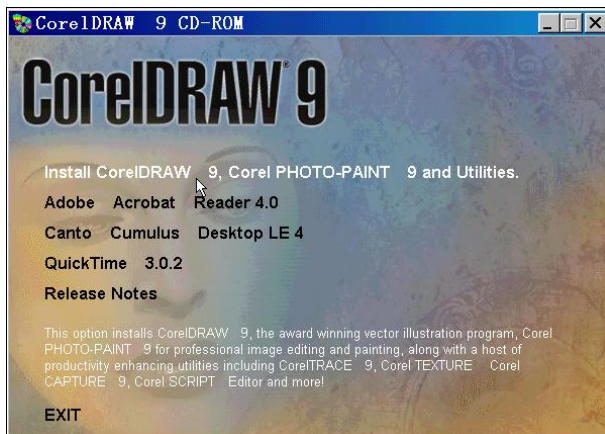 CorelDRAW 9 CD-ROM
CorelDRAW® 9
Install CorelDRAW 9, Corel PHOTO-PAINT 9 and Utilities.
Adobe Acrobat Reader 4.0
Canto Cumulus Desktop LE 4
QuickTime 3.0.2
Release Notes
This option installs CorelDRAW 9, the award winning vector illustration program, Corel
PHOTO-PAINT 9 for professional image editing and painting, along with a host of
productivity enhancing utilities including CorelTRACE 9, Corel TEXTURE Corel
CAPTURE 9, Corel SCRIPT Editor and more!
EXIT